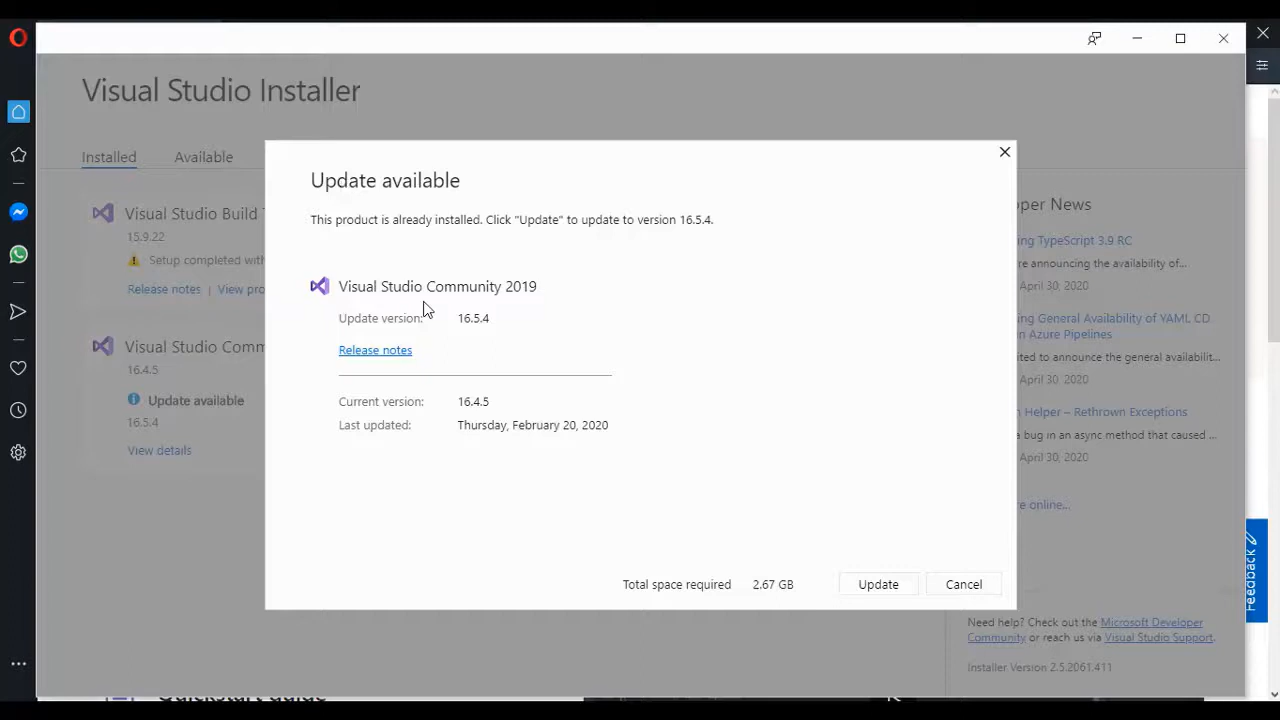 Visual Studio Installer
Installed
Available
Visual Studio Build T
15.9.22
Setup completed with
Release notes | View pro
Visual Studio Comm
16.4.5
Update available
16.5.4
View details
Update available
This product is already installed. Click "Update" to update to version 16.5.4.
Visual Studio Community 2019
Update version: 16.5.4
Release notes
Current version: 16.4.5
Last updated: Thursday, February 20, 2020
Total space required 2.67 GB
Update
Cancel
oper News
ing TypeScript 3.9 RC
re announcing the availability of...
April 30, 2020
ing General Availability of YAML CD
in Azure Pipelines
ited to announce the general availabilit...
April 30, 2020
n Helper – Rethrown Exceptions
a bug in an async method that caused ...
April 30, 2020
re online...
Need help? Check out the Microsoft Developer
Community or reach us via Visual Studio Support.
Installer Version 2.5.2061.411
Feedback
Quickstart Guide